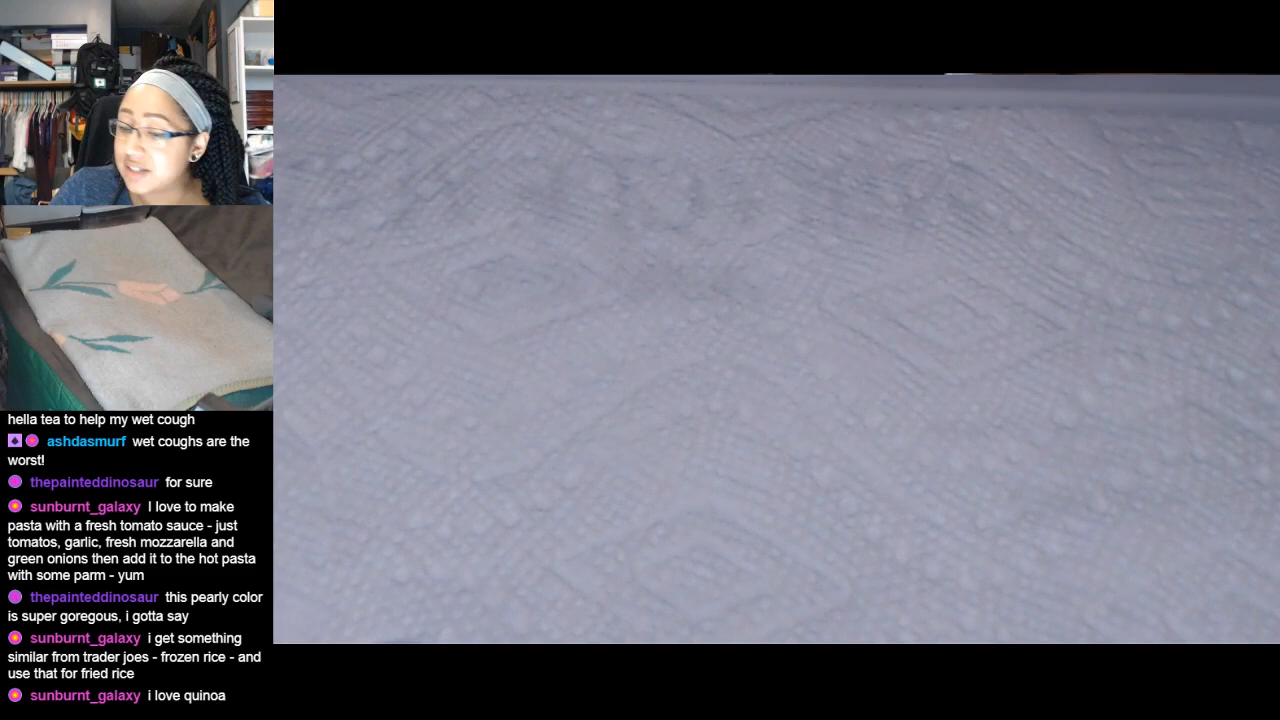 hella tea to help my wet cough
ashdasmurf wet coughs are the
worst!
thepainteddinosaur for sure
sunburnt_galaxy I love to make
pasta with a fresh tomato sauce - just
tomatos, garlic, fresh mozzarella and
green onions then add it to the hot pasta
with some parm - yum
thepainteddinosaur this pearly color
is super goregous, i gotta say
sunburnt_galaxy i get something
similar from trader joes - frozen rice - and
use that for fried rice
sunburnt_galaxy i love quinoa